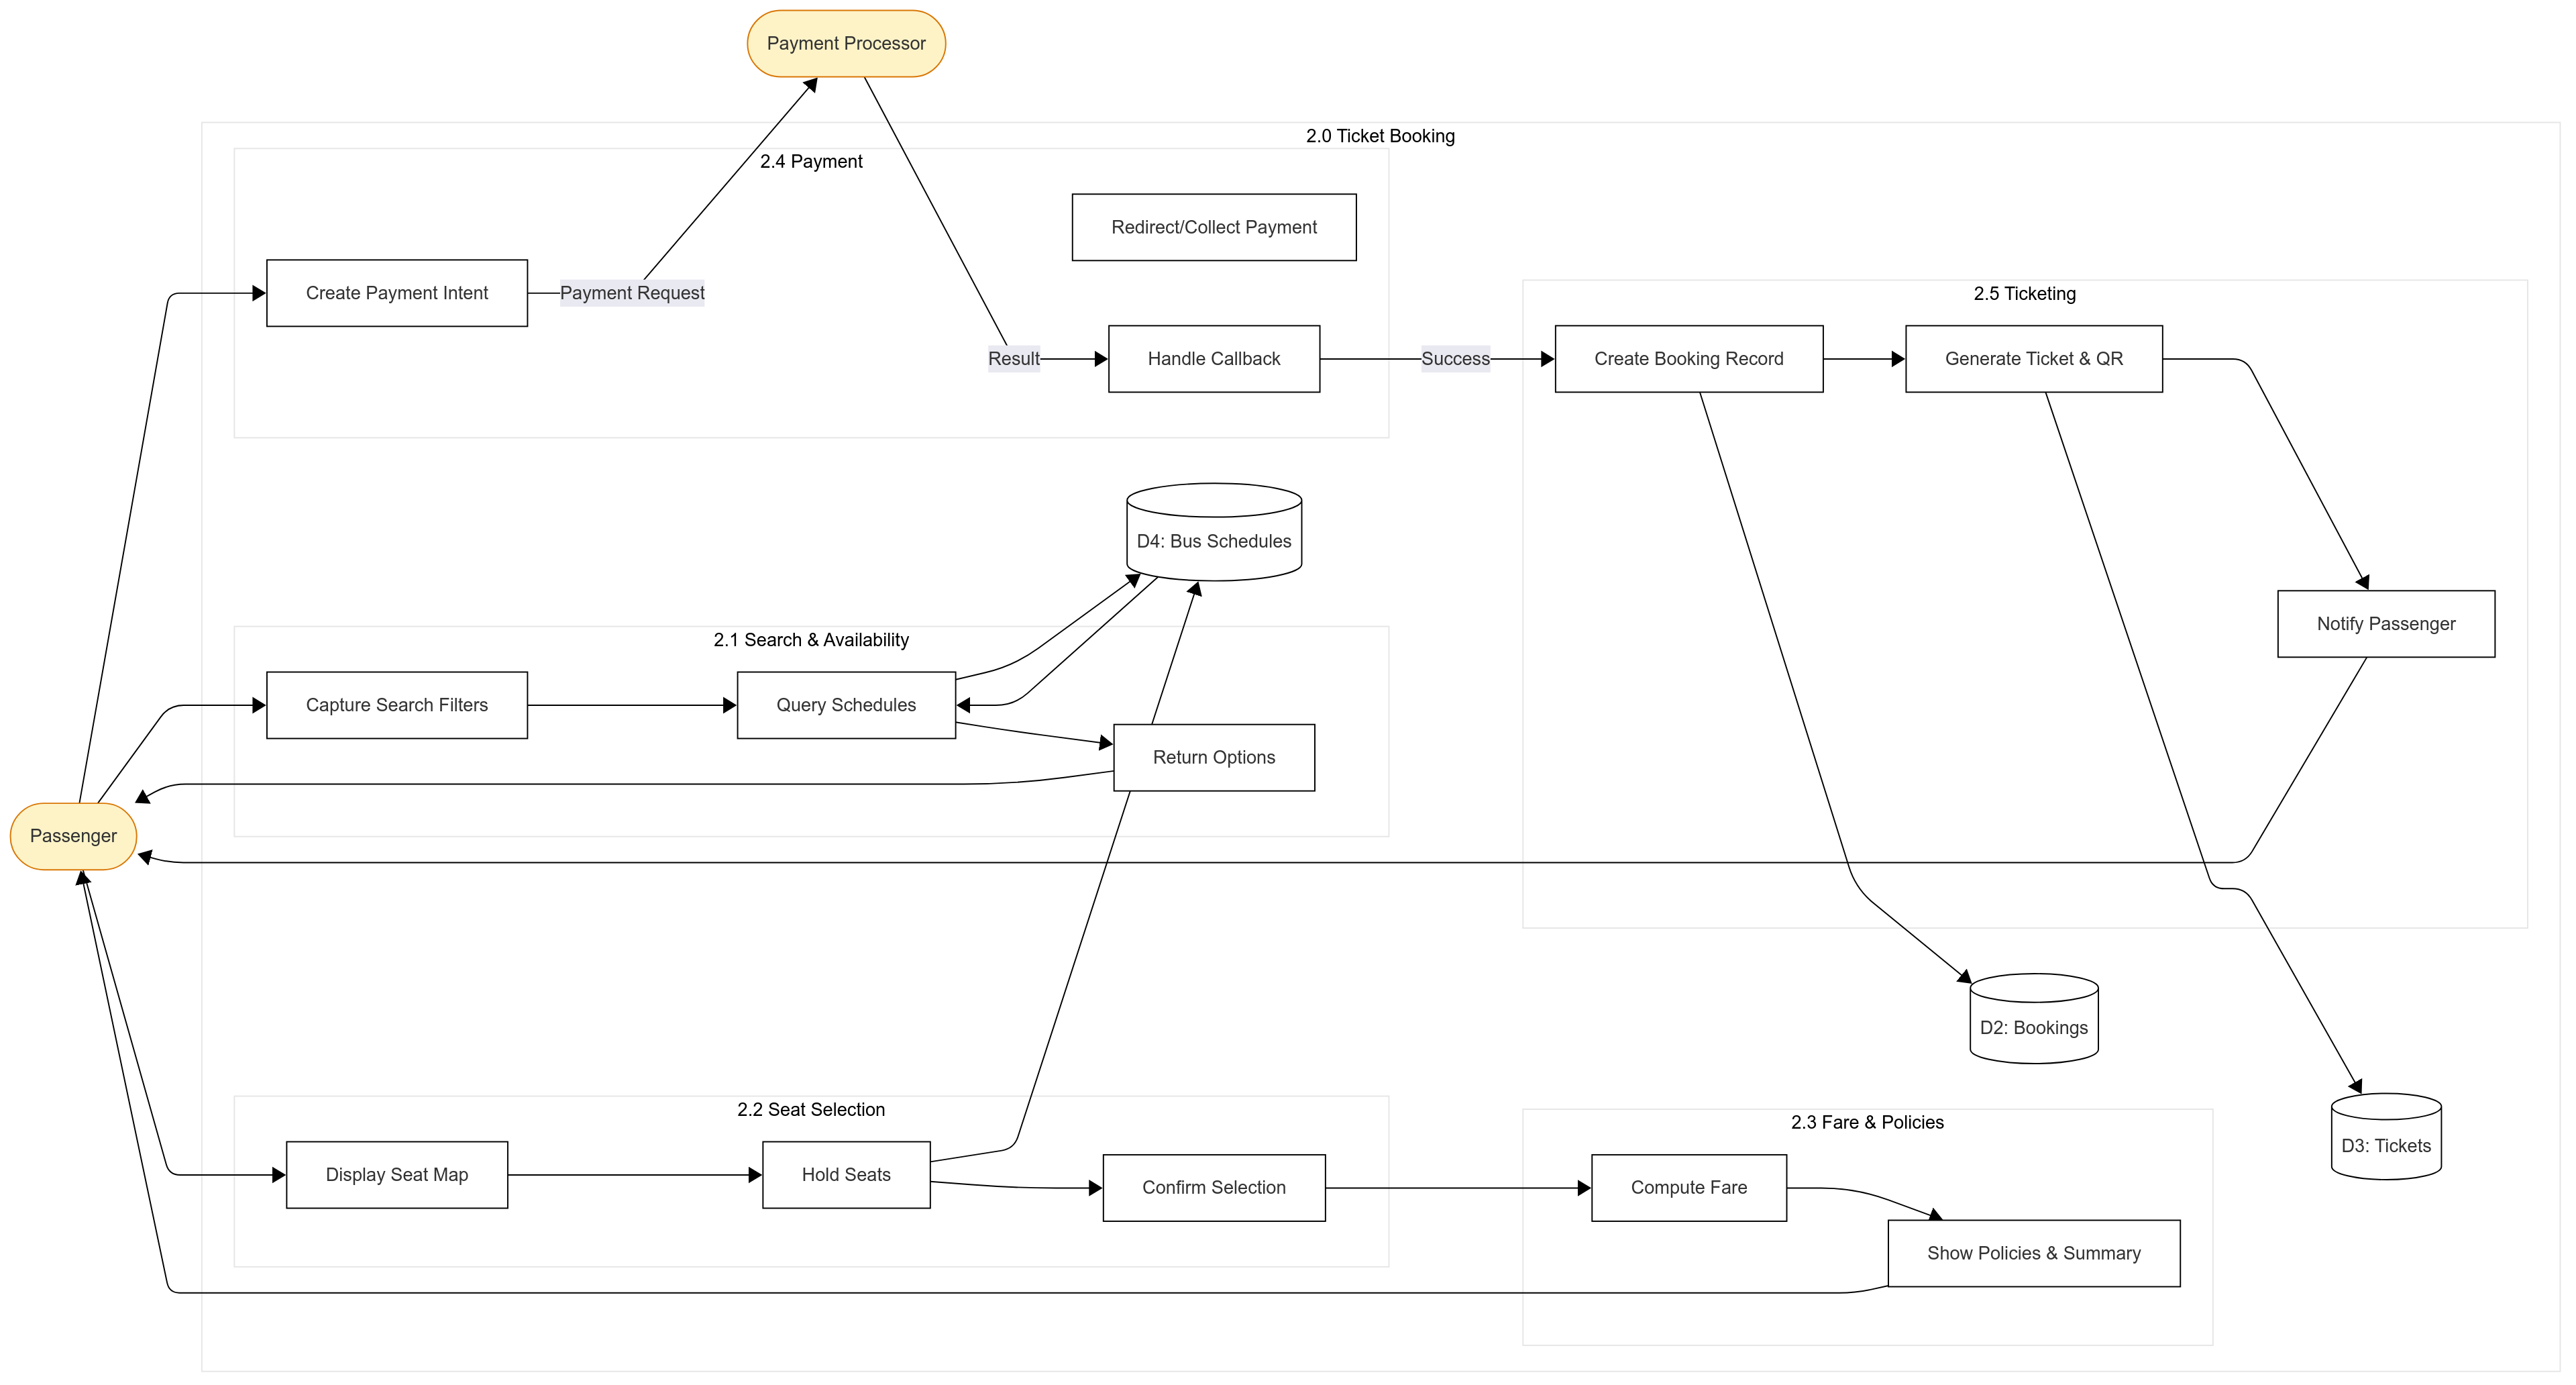 Payment Processor
2.0 Ticket Booking
2.4 Payment
Redirect/Collect Payment
Create Payment Intent
Payment Request
2.5 Ticketing
Result
Handle Callback
Success
Create Booking Record
Generate Ticket & QR
D4: Bus Schedules
Notify Passenger
2.1 Search & Availability
Capture Search Filters
Query Schedules
Return Options
Passenger
D2: Bookings
2.2 Seat Selection
2.3 Fare & Policies
D3: Tickets
Display Seat Map
Hold Seats
Confirm Selection
Compute Fare
Show Policies & Summary